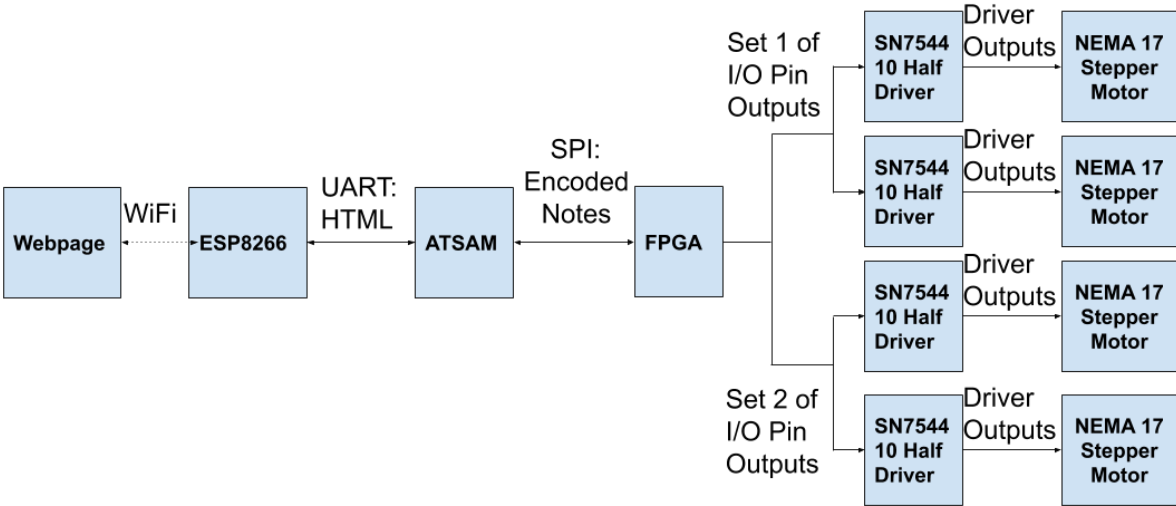 Webpage
WiFi
ESP8266
UART:
HTML
ATSAM
SPI:
Encoded
Notes
FPGA
Set 1 of
I/O Pin
Outputs
SN7544
10 Half
Driver
Driver
Outputs
NEMA 17
Stepper
Motor
SN7544
10 Half
Driver
Driver
Outputs
NEMA 17
Stepper
Motor
Set 2 of
I/O Pin
Outputs
SN7544
10 Half
Driver
Driver
Outputs
NEMA 17
Stepper
Motor
SN7544
10 Half
Driver
Driver
Outputs
NEMA 17
Stepper
Motor